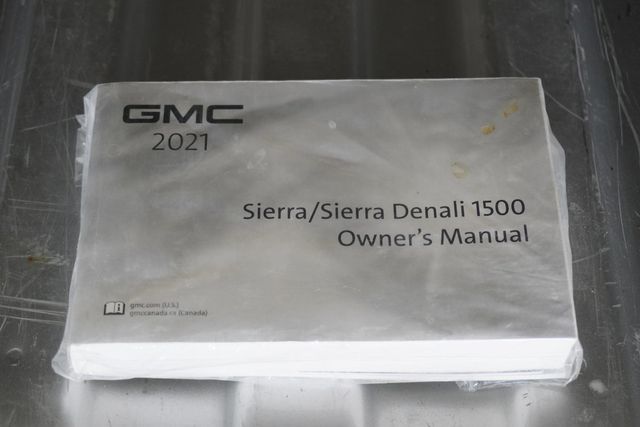 GMC
2021
Sierra/Sierra Denali 1500
Owner's Manual
gmc.com (U.S.)
gmccanada.ca (Canada)